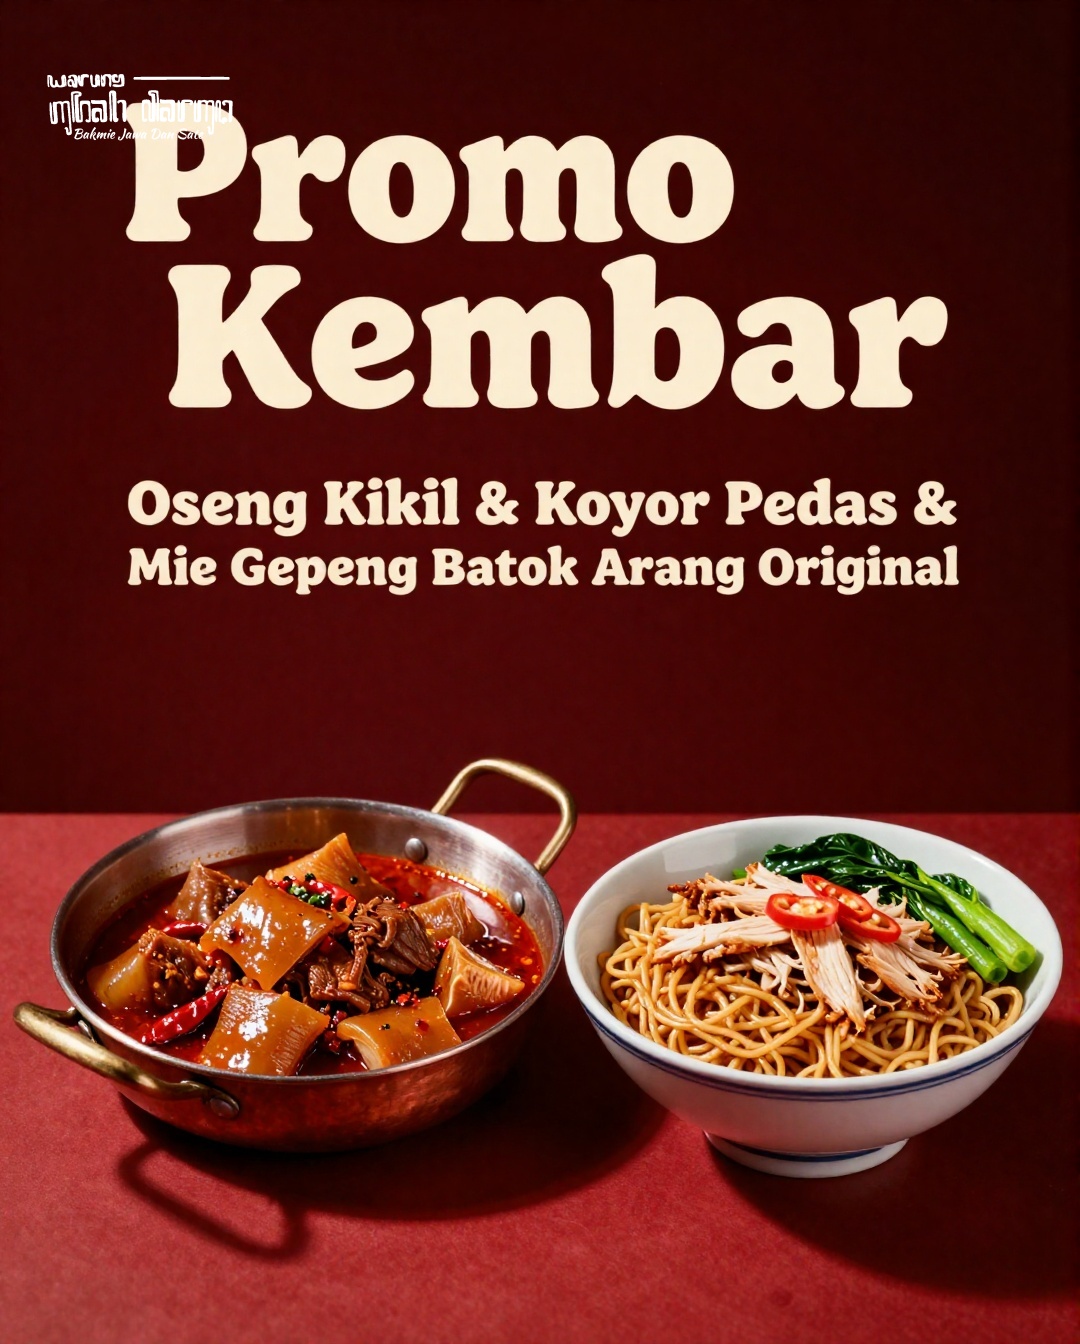 warung
mbah darmo
Bakmie Jawa Dan Sate
Promo
Kembar
Oseng Kikil & Koyor Pedas &
Mie Gepeng Batok Arang Original